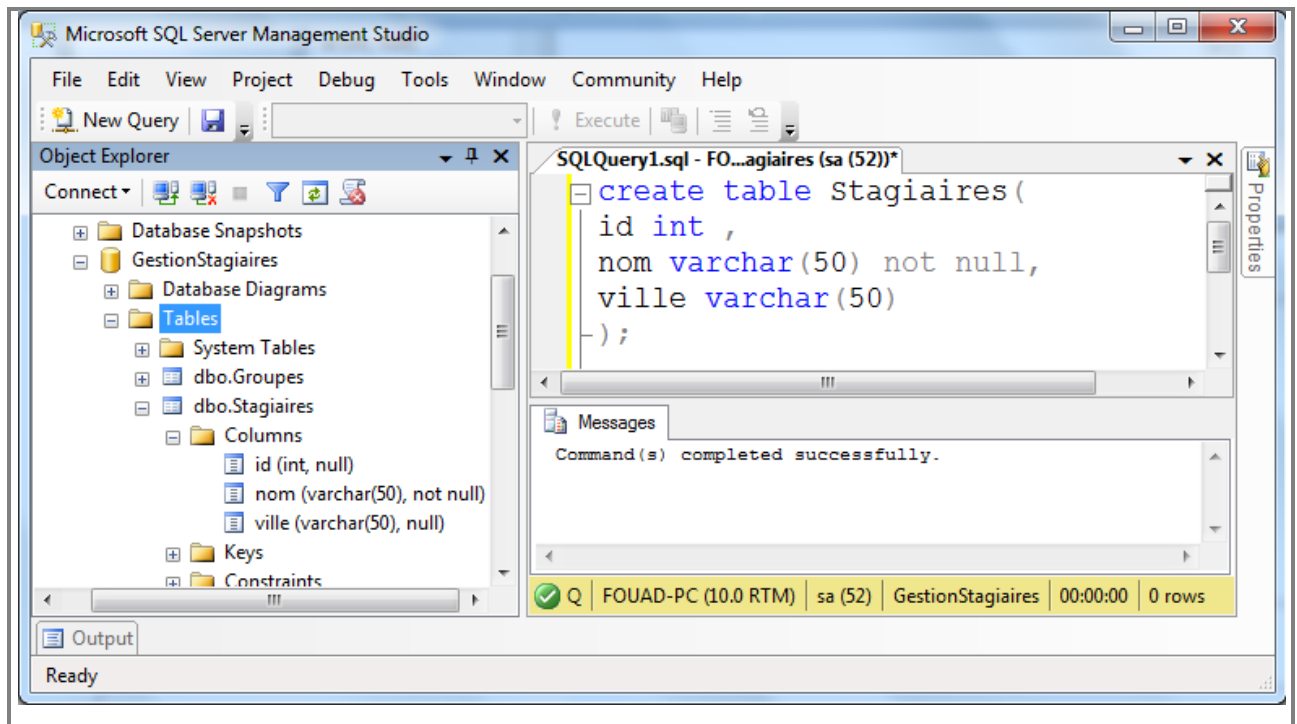 Microsoft SQL Server Management Studio
File Edit View Project Debug Tools Window Community Help
New Query Execute
Object Explorer
Connect
Database Snapshots
GestionStagiaires
Database Diagrams
Tables
System Tables
dbo.Groupes
dbo.Stagiaires
Columns
id (int, null)
nom (varchar(50), not null)
ville (varchar(50), null)
Keys
Constraints
SQLQuery1.sql - FO...agiaires (sa (52))*
create table Stagiaires(
id int ,
nom varchar(50) not null,
ville varchar(50)
);
Messages
Command(s) completed successfully.
Q FOUAD-PC (10.0 RTM) sa (52) GestionStagiaires 00:00:00 0 rows
Properties
Output
Ready